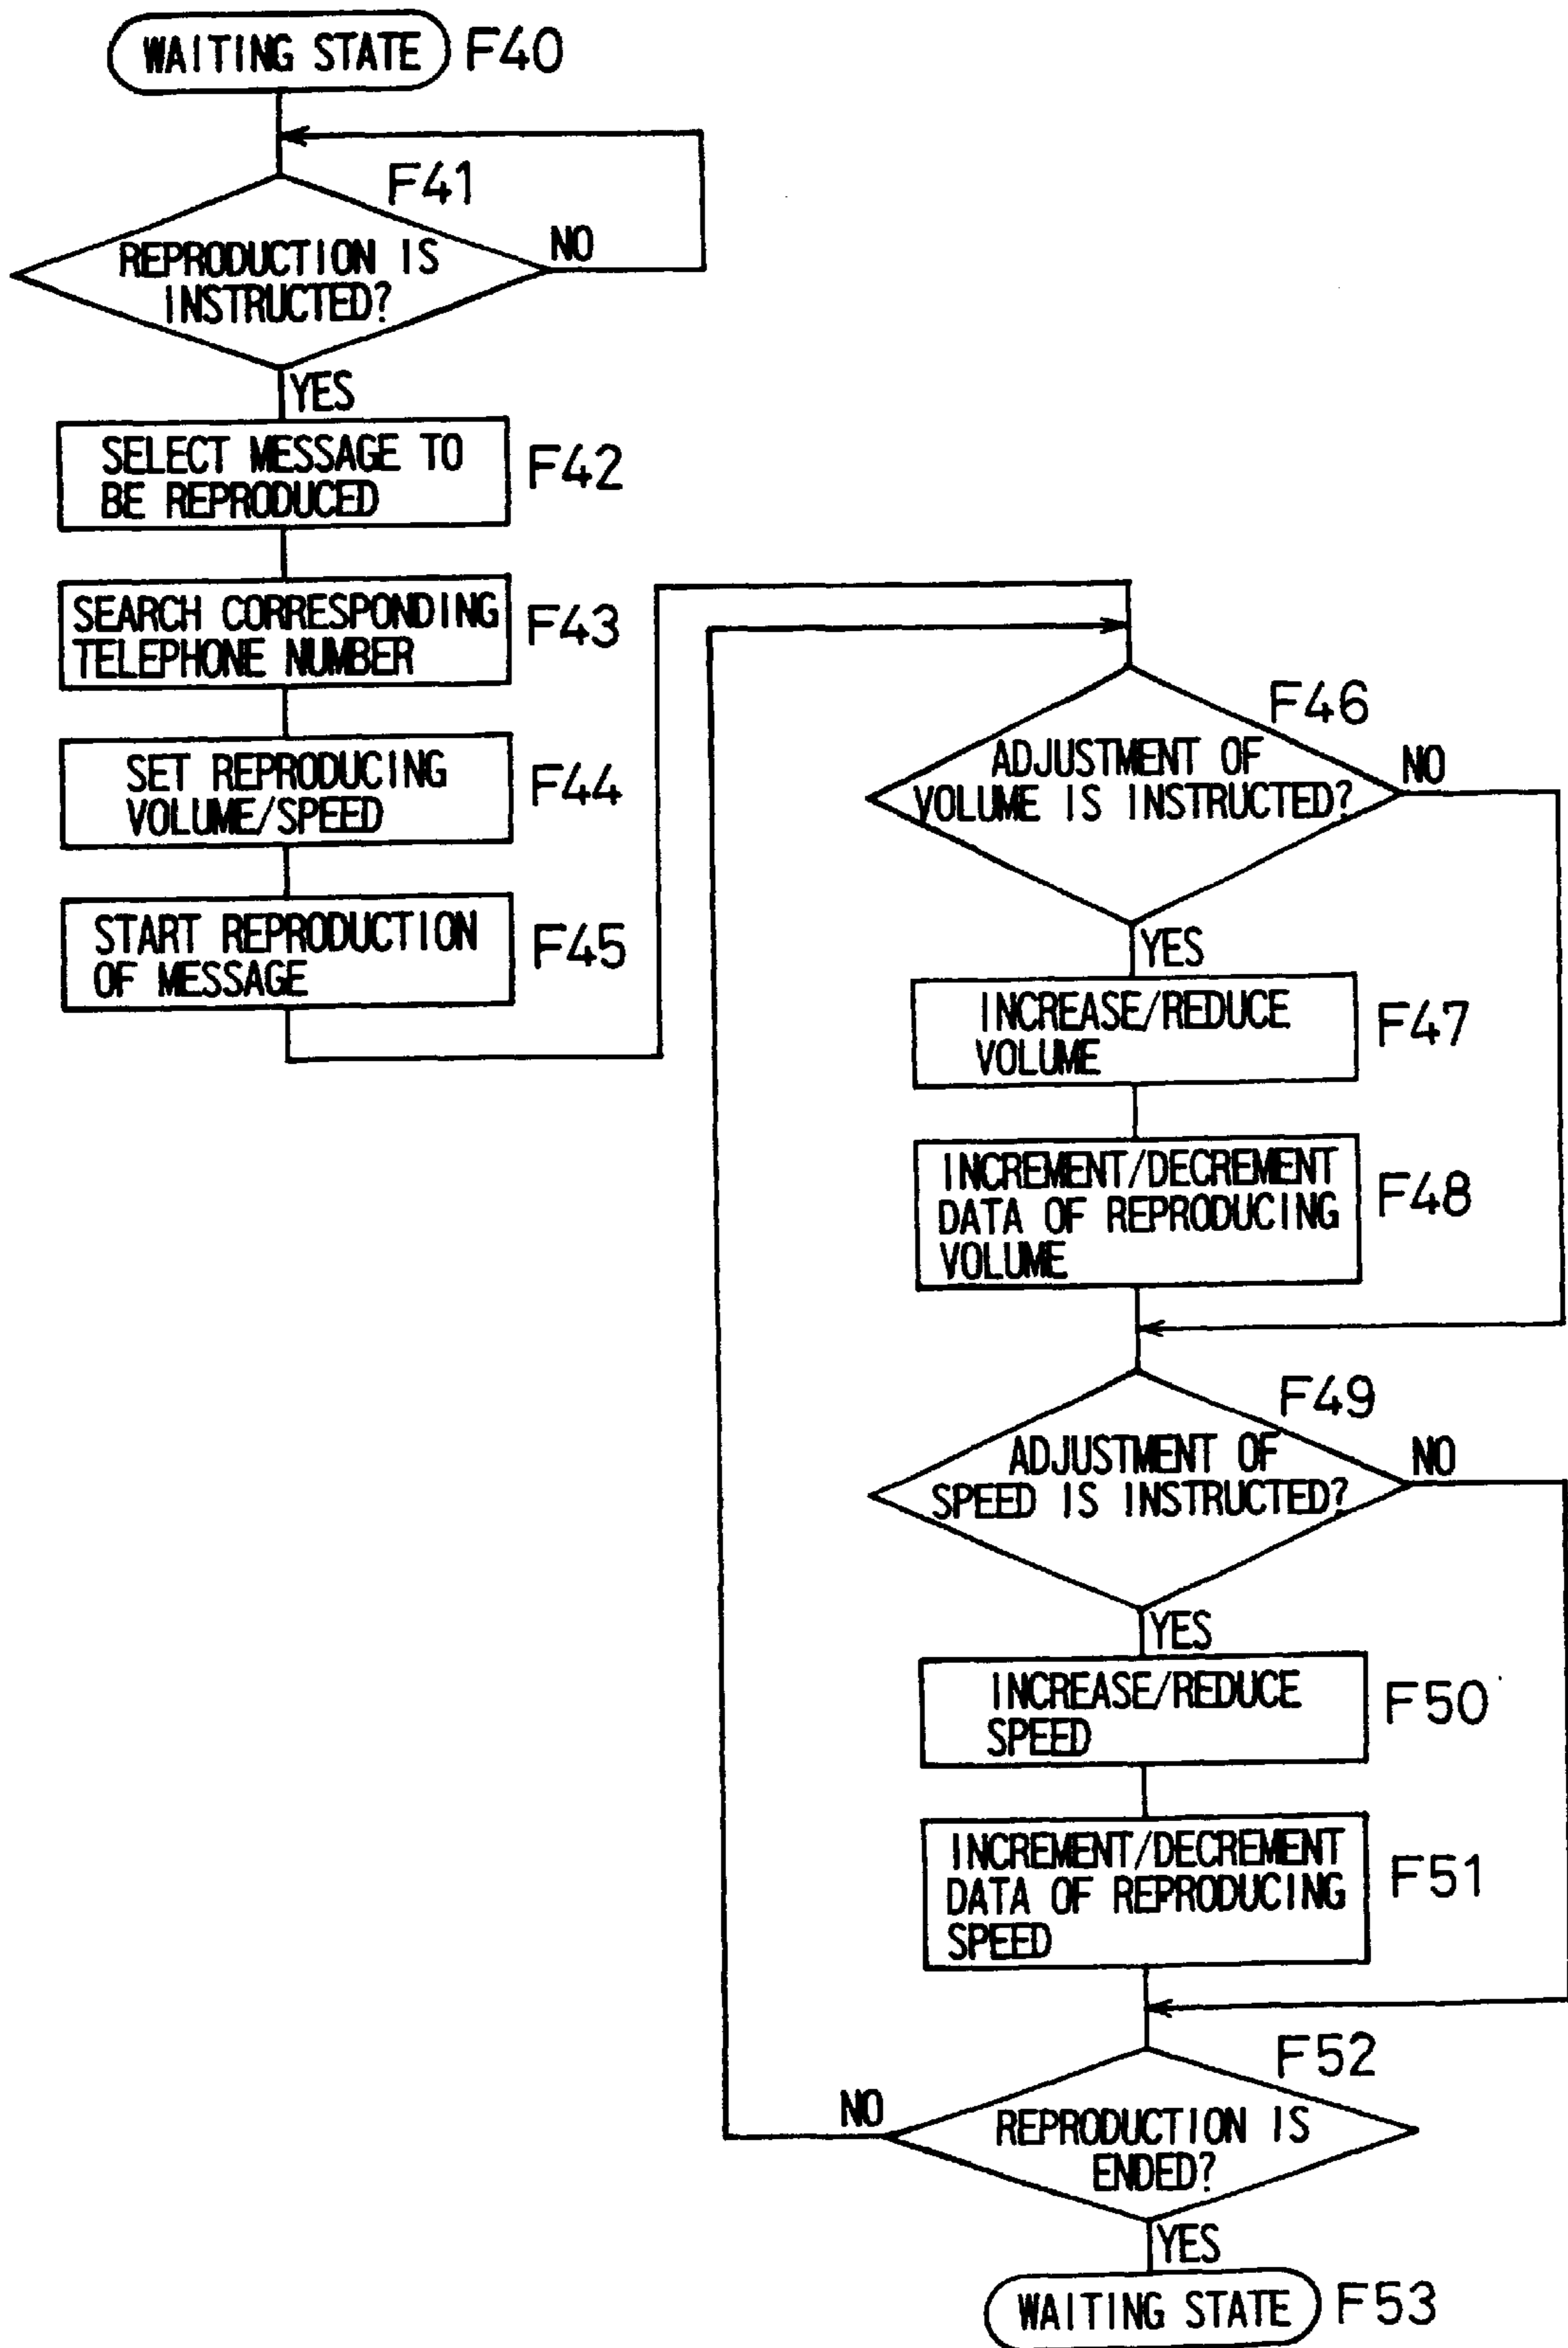 WAITING STATE F40
F41
REPRODUCTION IS
INSTRUCTED?
NO
YES
SELECT MESSAGE TO
BE REPRODUCED
F42
SEARCH CORRESPONDING
TELEPHONE NUMBER
F43
SET REPRODUCING
VOLUME/SPEED
F44
START REPRODUCTION
OF MESSAGE
F45
F46
ADJUSTMENT OF
VOLUME IS INSTRUCTED?
NO
YES
INCREASE/REDUCE
VOLUME
F47
INCREMENT/DECREMENT
DATA OF REPRODUCING
VOLUME
F48
F49
ADJUSTMENT OF
SPEED IS INSTRUCTED?
NO
YES
INCREASE/REDUCE
SPEED
F50
INCREMENT/DECREMENT
DATA OF REPRODUCING
SPEED
F51
F52
NO
REPRODUCTION IS
ENDED?
YES
WAITING STATE F53